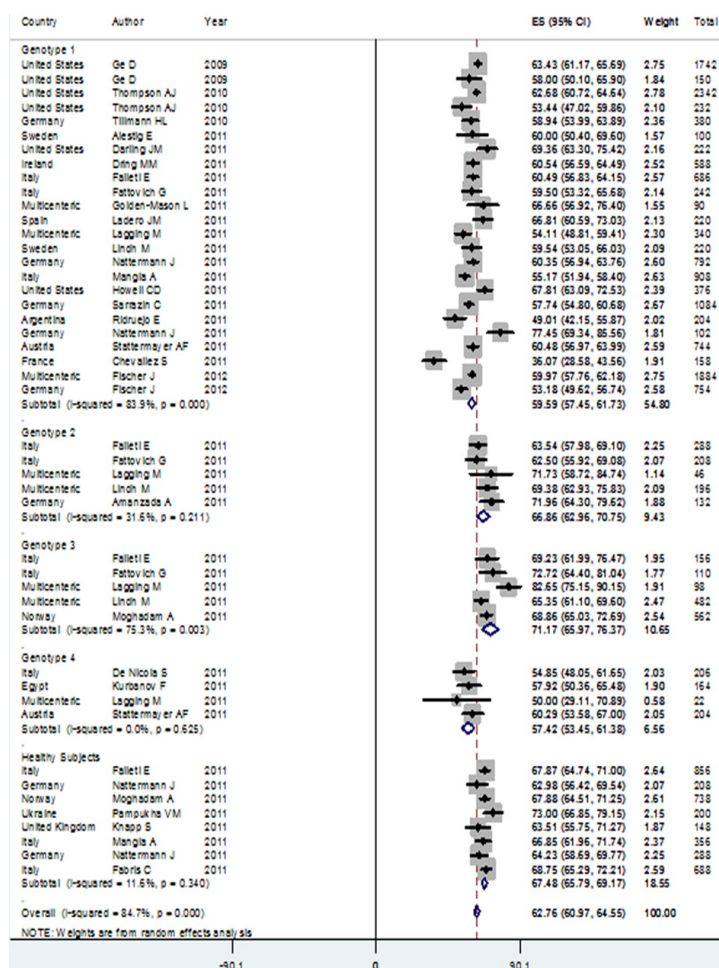 Country Author Year ES (95% CI) Weight Total
Genotype 1
United States Ge D 2009 63.43 (61.17, 65.69) 2.75 1742
United States Ge D 2009 58.00 (50.10, 65.90) 1.84 150
United States Thompson AJ 2010 62.68 (60.72, 64.64) 2.78 2342
United States Thompson AJ 2010 53.44 (47.02, 59.86) 2.10 232
Germany Tillmann HL 2010 58.94 (53.99, 63.89) 2.36 380
Sweden Alestig E 2011 60.00 (50.40, 69.60) 1.57 100
United States Darling JM 2011 69.36 (63.30, 75.42) 2.16 222
Ireland Dring MM 2011 60.54 (56.59, 64.49) 2.52 588
Italy Falleti E 2011 60.49 (56.83, 64.15) 2.57 686
Italy Fattovich G 2011 59.50 (53.32, 65.68) 2.14 242
Multicentric Golden-Mason L 2011 66.66 (56.92, 76.40) 1.55 90
Spain Ladero JM 2011 66.81 (60.59, 73.03) 2.13 220
Multicentric Lagging M 2011 54.11 (48.81, 59.41) 2.30 340
Sweden Lindh M 2011 59.54 (53.05, 66.03) 2.09 220
Germany Nattermann J 2011 60.35 (56.94, 63.76) 2.60 792
Italy Mangia A 2011 55.17 (51.94, 58.40) 2.63 908
United States Howell CD 2011 67.81 (63.09, 72.53) 2.39 376
Germany Sarrazin C 2011 57.74 (54.80, 60.68) 2.67 1084
Argentina Ridruejo E 2011 49.01 (42.15, 55.87) 2.02 204
Germany Nattermann J 2011 77.45 (69.34, 85.56) 1.81 102
Austria Stattermayer AF 2011 60.48 (56.97, 63.99) 2.59 744
France Chevaliez S 2011 36.07 (28.58, 43.56) 1.91 158
Multicentric Fischer J 2012 59.97 (57.76, 62.18) 2.75 1884
Germany Fischer J 2012 53.18 (49.62, 56.74) 2.58 754
Subtotal (I-squared = 83.9%, p = 0.000) 59.59 (57.45, 61.73) 54.80
.
Genotype 2
Italy Falleti E 2011 63.54 (57.98, 69.10) 2.25 288
Italy Fattovich G 2011 62.50 (55.92, 69.08) 2.07 208
Multicentric Lagging M 2011 71.73 (58.72, 84.74) 1.14 46
Multicentric Lindh M 2011 69.38 (62.93, 75.83) 2.09 196
Germany Amanzada A 2011 71.96 (64.30, 79.62) 1.88 132
Subtotal (I-squared = 31.6%, p = 0.211) 66.86 (62.96, 70.75) 9.43
.
Genotype 3
Italy Falleti E 2011 69.23 (61.99, 76.47) 1.95 156
Italy Fattovich G 2011 72.72 (64.40, 81.04) 1.77 110
Multicentric Lagging M 2011 82.65 (75.15, 90.15) 1.91 98
Multicentric Lindh M 2011 65.35 (61.10, 69.60) 2.47 482
Norway Moghadam A 2011 68.86 (65.03, 72.69) 2.54 562
Subtotal (I-squared = 75.3%, p = 0.003) 71.17 (65.97, 76.37) 10.65
.
Genotype 4
Italy De Nicola S 2011 54.85 (48.05, 61.65) 2.03 206
Egypt Kurbanov F 2011 57.92 (50.36, 65.48) 1.90 164
Multicentric Lagging M 2011 50.00 (29.11, 70.89) 0.58 22
Austria Stattermayer AF 2011 60.29 (53.58, 67.00) 2.05 204
Subtotal (I-squared = 0.0%, p = 0.625) 57.42 (53.45, 61.38) 6.56
.
Healthy Subjects
Italy Falleti E 2011 67.87 (64.74, 71.00) 2.64 856
Germany Nattermann J 2011 62.98 (56.42, 69.54) 2.07 208
Norway Moghadam A 2011 67.88 (64.51, 71.25) 2.61 738
Ukraine Pampukha VM 2011 73.00 (66.85, 79.15) 2.15 200
United Kingdom Knapp S 2011 63.51 (55.75, 71.27) 1.87 148
Italy Mangia A 2011 66.85 (61.96, 71.74) 2.37 356
Germany Nattermann J 2011 64.23 (58.69, 69.77) 2.25 288
Italy Fabris C 2011 68.75 (65.29, 72.21) 2.59 688
Subtotal (I-squared = 11.6%, p = 0.340) 67.48 (65.79, 69.17) 18.55
.
Overall (I-squared = 84.7%, p = 0.000) 62.76 (60.97, 64.55) 100.00
NOTE: Weights are from random effects analysis
-90.1 0 90.1